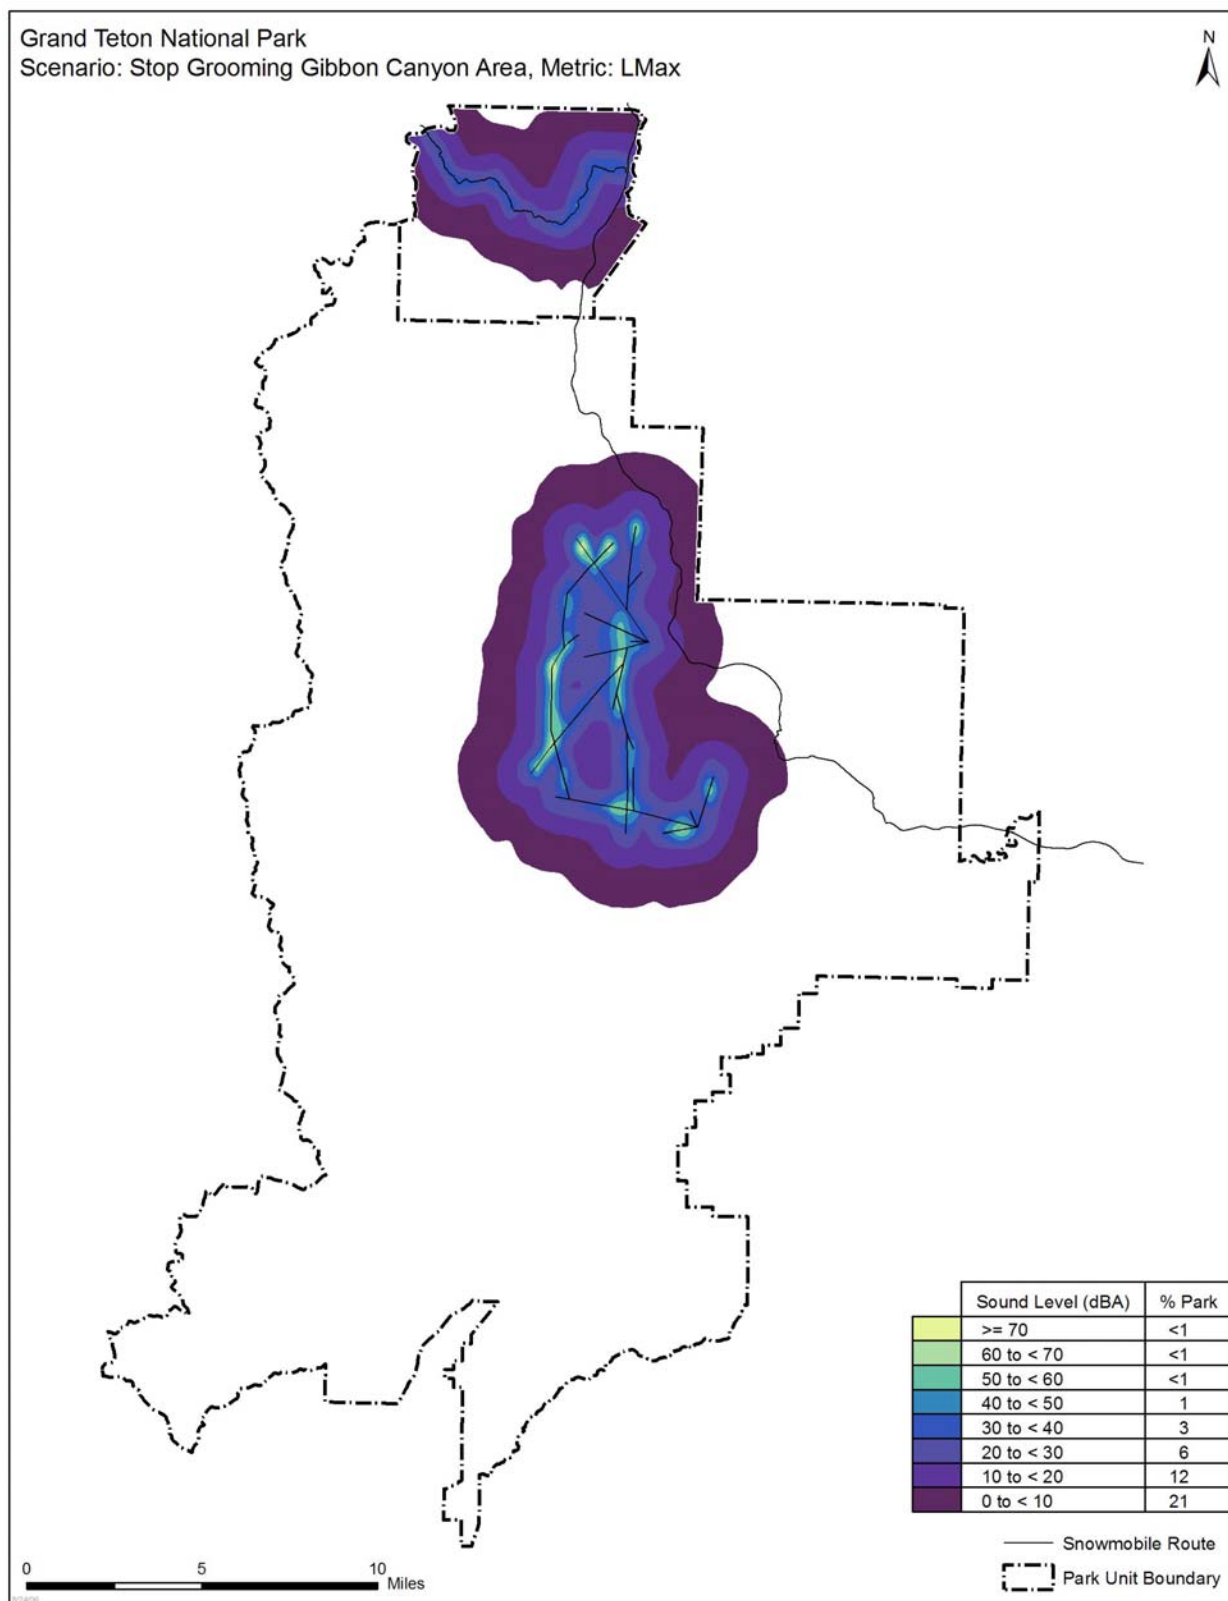 Grand Teton National Park
Scenario: Stop Grooming Gibbon Canyon Area, Metric: LMax
N
Sound Level (dBA) % Park
>= 70 <1
60 to < 70 <1
50 to < 60 <1
40 to < 50 1
30 to < 40 3
20 to < 30 6
10 to < 20 12
0 to < 10 21
Snowmobile Route
Park Unit Boundary
0 5 10
Miles